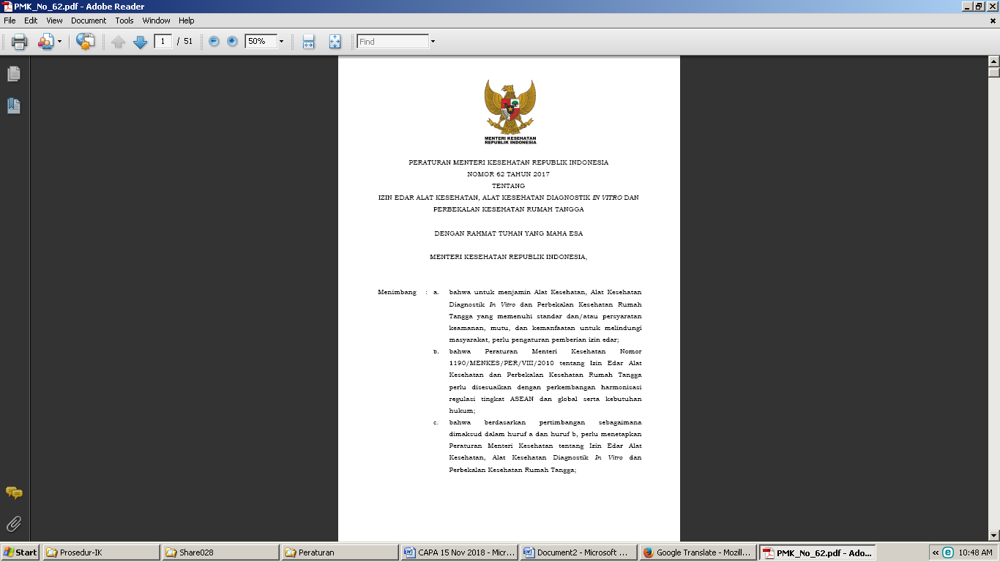 PMK_No_62.pdf - Adobe Reader
File Edit View Document Tools Window Help
1 / 51 50% Find
MENTERI KESEHATAN
REPUBLIK INDONESIA
PERATURAN MENTERI KESEHATAN REPUBLIK INDONESIA
NOMOR 62 TAHUN 2017
TENTANG
IZIN EDAR ALAT KESEHATAN, ALAT KESEHATAN DIAGNOSTIK IN VITRO DAN
PERBEKALAN KESEHATAN RUMAH TANGGA
DENGAN RAHMAT TUHAN YANG MAHA ESA
MENTERI KESEHATAN REPUBLIK INDONESIA,
Menimbang : a. bahwa untuk menjamin Alat Kesehatan, Alat Kesehatan
Diagnostik In Vitro dan Perbekalan Kesehatan Rumah
Tangga yang memenuhi standar dan/atau persyaratan
keamanan, mutu, dan kemanfaatan untuk melindungi
masyarakat, perlu pengaturan pemberian izin edar;
b. bahwa Peraturan Menteri Kesehatan Nomor
1190/MENKES/PER/VIII/2010 tentang Izin Edar Alat
Kesehatan dan Perbekalan Kesehatan Rumah Tangga
perlu disesuaikan dengan perkembangan harmonisasi
regulasi tingkat ASEAN dan global serta kebutuhan
hukum;
c. bahwa berdasarkan pertimbangan sebagaimana
dimaksud dalam huruf a dan huruf b, perlu menetapkan
Peraturan Menteri Kesehatan tentang Izin Edar Alat
Kesehatan, Alat Kesehatan Diagnostik In Vitro dan
Perbekalan Kesehatan Rumah Tangga;
Start Prosedur-IK Share028 Peraturan CAPA 15 Nov 2018 - Micr... Document2 - Microsoft ... Google Translate - Mozill... PMK_No_62.pdf - Ado... « 10:48 AM